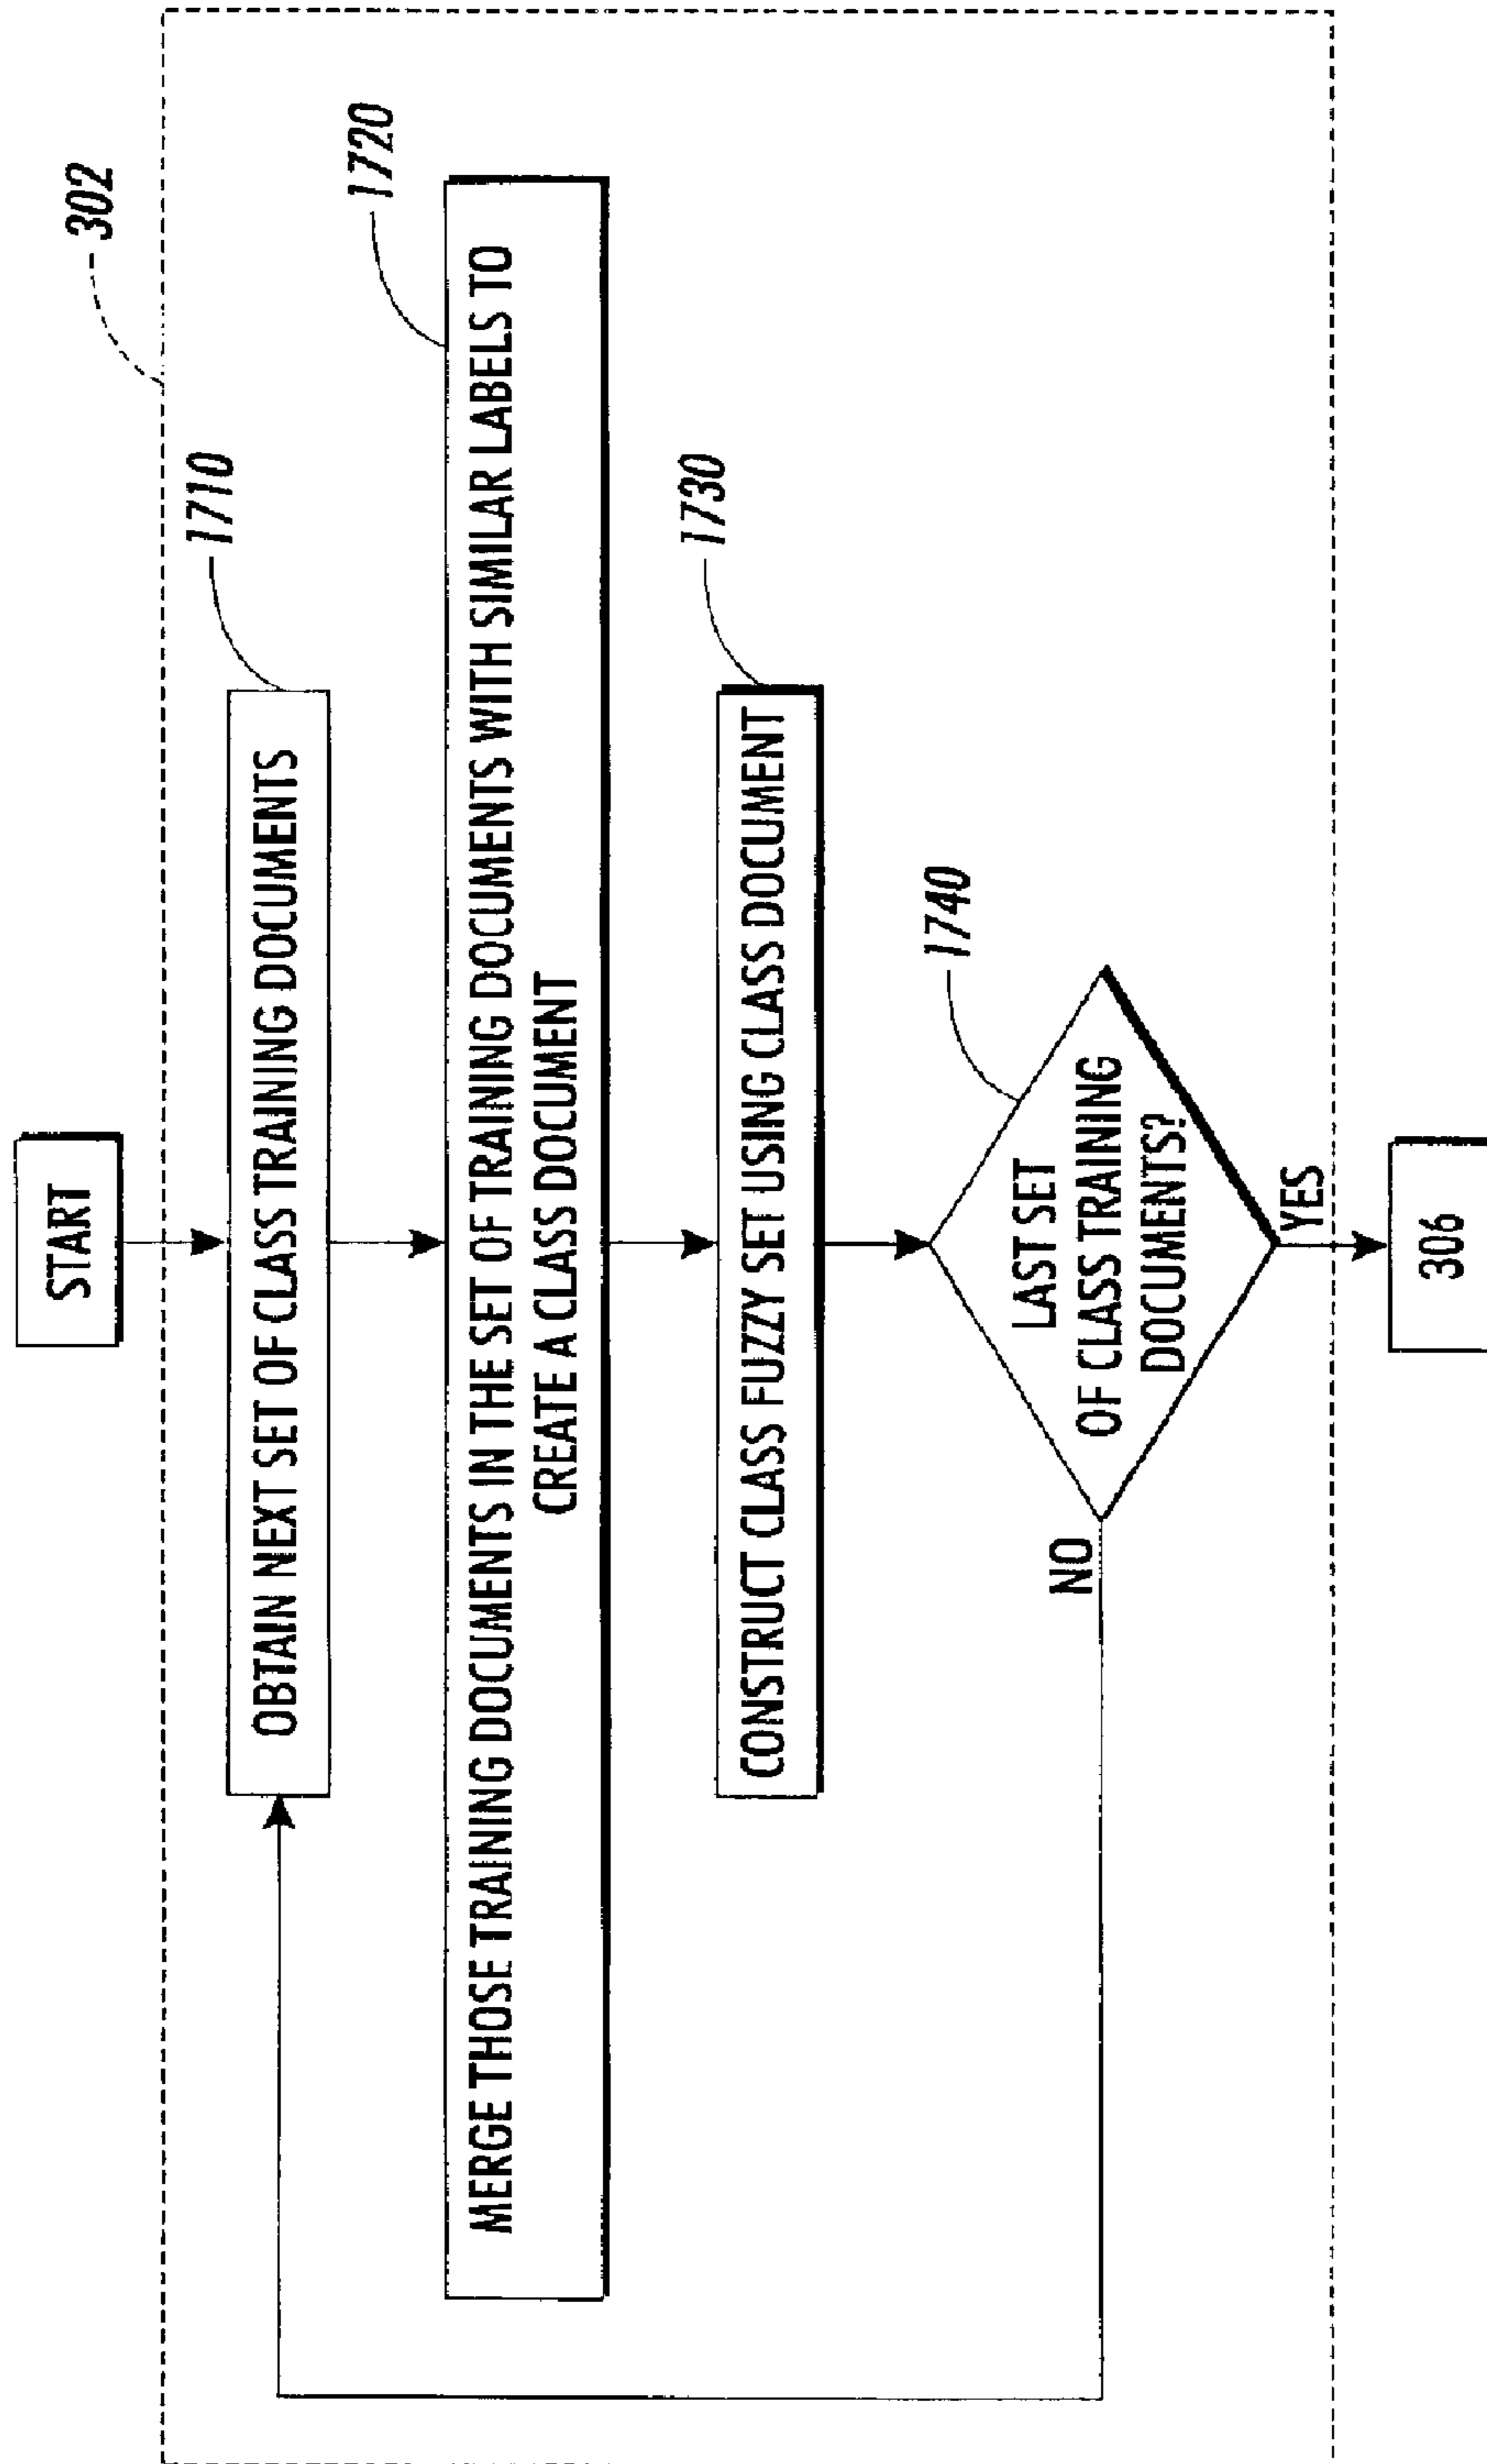 START
302
OBTAIN NEXT SET OF CLASS TRAINING DOCUMENTS
1710
MERGE THOSE TRAINING DOCUMENTS IN THE SET OF TRAINING DOCUMENTS WITH SIMILAR LABELS TO
CREATE A CLASS DOCUMENT
1720
CONSTRUCT CLASS FUZZY SET USING CLASS DOCUMENT
1730
LAST SET
OF CLASS TRAINING
DOCUMENTS?
1740
NO
YES
306